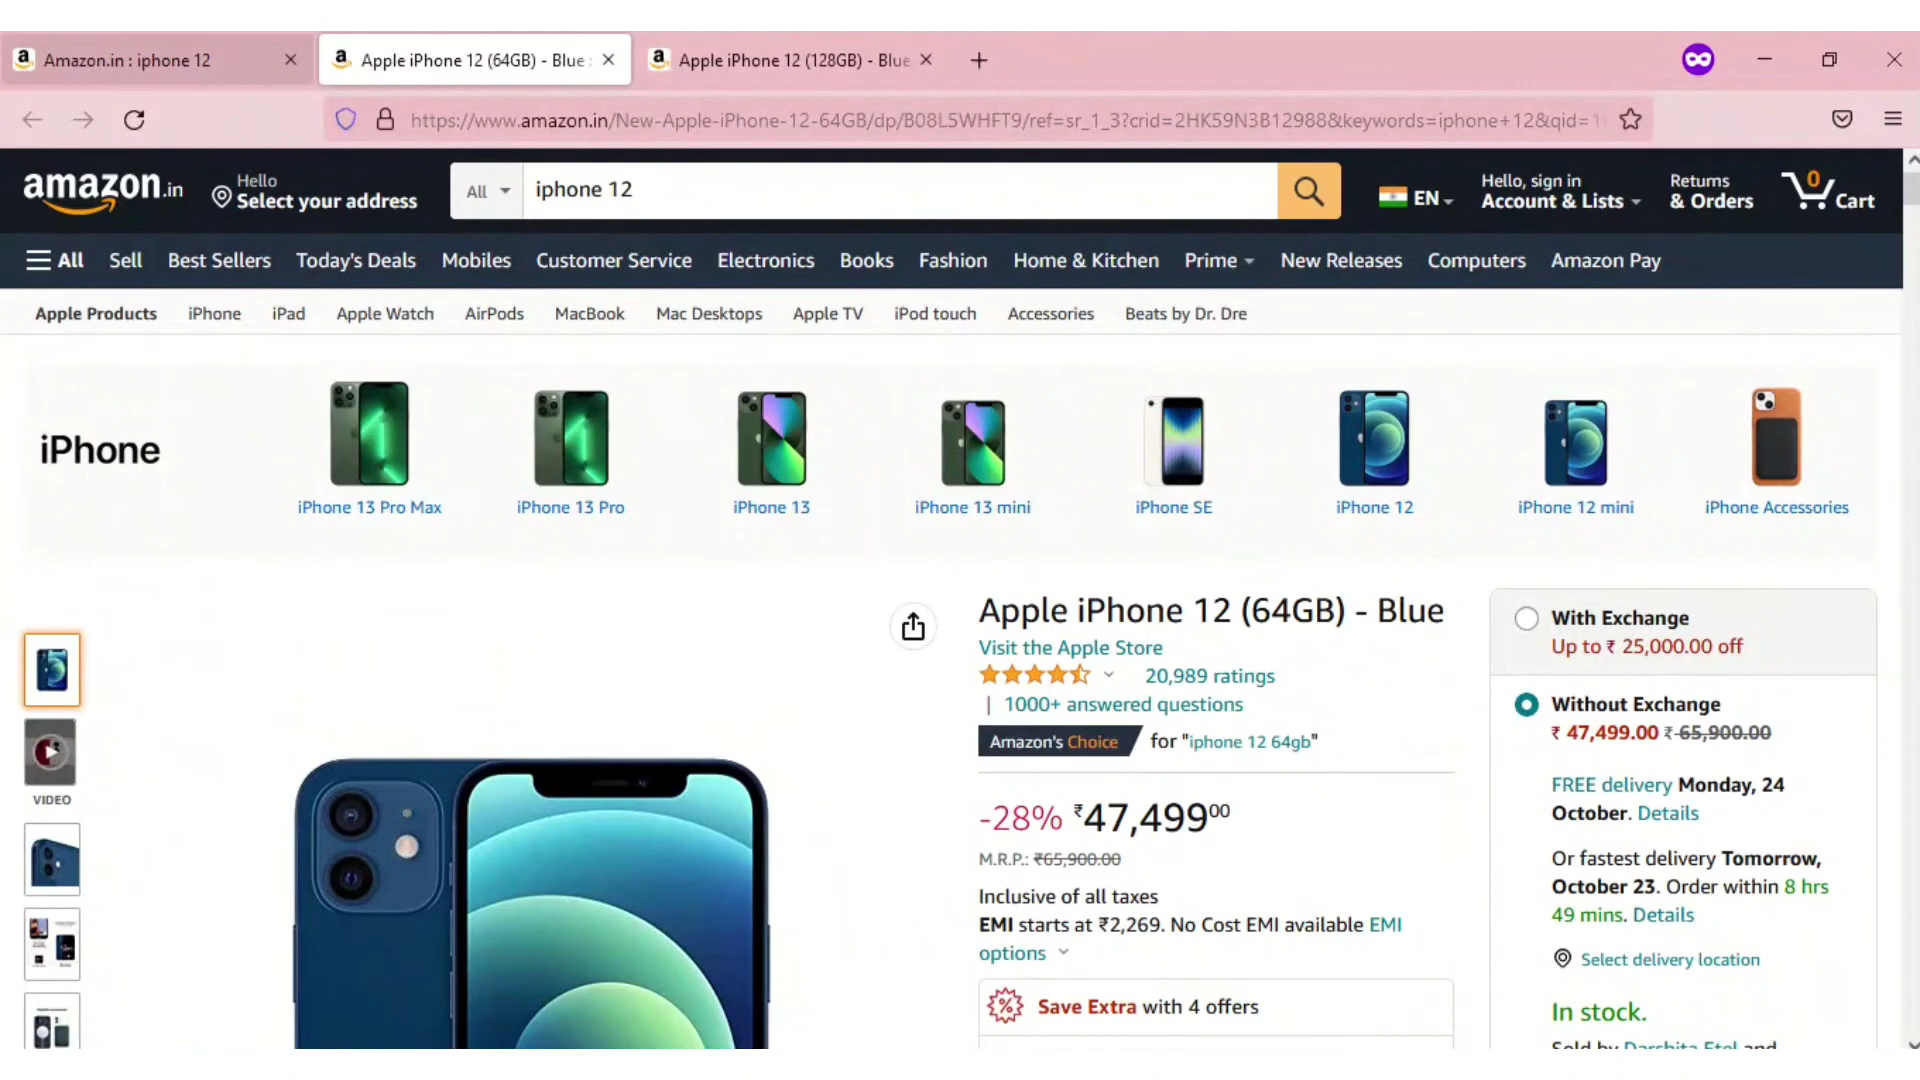 Amazon.in : iphone 12
Apple iPhone 12 (64GB) - Blue :
Apple iPhone 12 (128GB) - Blue
https://www.amazon.in/New-Apple-iPhone-12-64GB/dp/B08L5WHFT9/ref=sr_1_3?crid=2HK59N3B12988&keywords=iphone+12&qid=1
amazon.in
Hello
Select your address
All
iphone 12
EN
Hello, sign in
Account & Lists
Returns
& Orders
0
Cart
All
Sell
Best Sellers
Today's Deals
Mobiles
Customer Service
Electronics
Books
Fashion
Home & Kitchen
Prime
New Releases
Computers
Amazon Pay
Apple Products
iPhone
iPad
Apple Watch
AirPods
MacBook
Mac Desktops
Apple TV
iPod touch
Accessories
Beats by Dr. Dre
iPhone
iPhone 13 Pro Max
iPhone 13 Pro
iPhone 13
iPhone 13 mini
iPhone SE
iPhone 12
iPhone 12 mini
iPhone Accessories
VIDEO
Apple iPhone 12 (64GB) - Blue
Visit the Apple Store
20,989 ratings
| 1000+ answered questions
Amazon's Choice for "iphone 12 64gb"
-28% ₹47,49900
M.R.P.: ₹65,900.00
Inclusive of all taxes
EMI starts at ₹2,269. No Cost EMI available EMI
options
Save Extra with 4 offers
With Exchange
Up to ₹ 25,000.00 off
Without Exchange
₹ 47,499.00 ₹ 65,900.00
FREE delivery Monday, 24
October. Details
Or fastest delivery Tomorrow,
October 23. Order within 8 hrs
49 mins. Details
Select delivery location
In stock.
Sold by Darshita Etel and